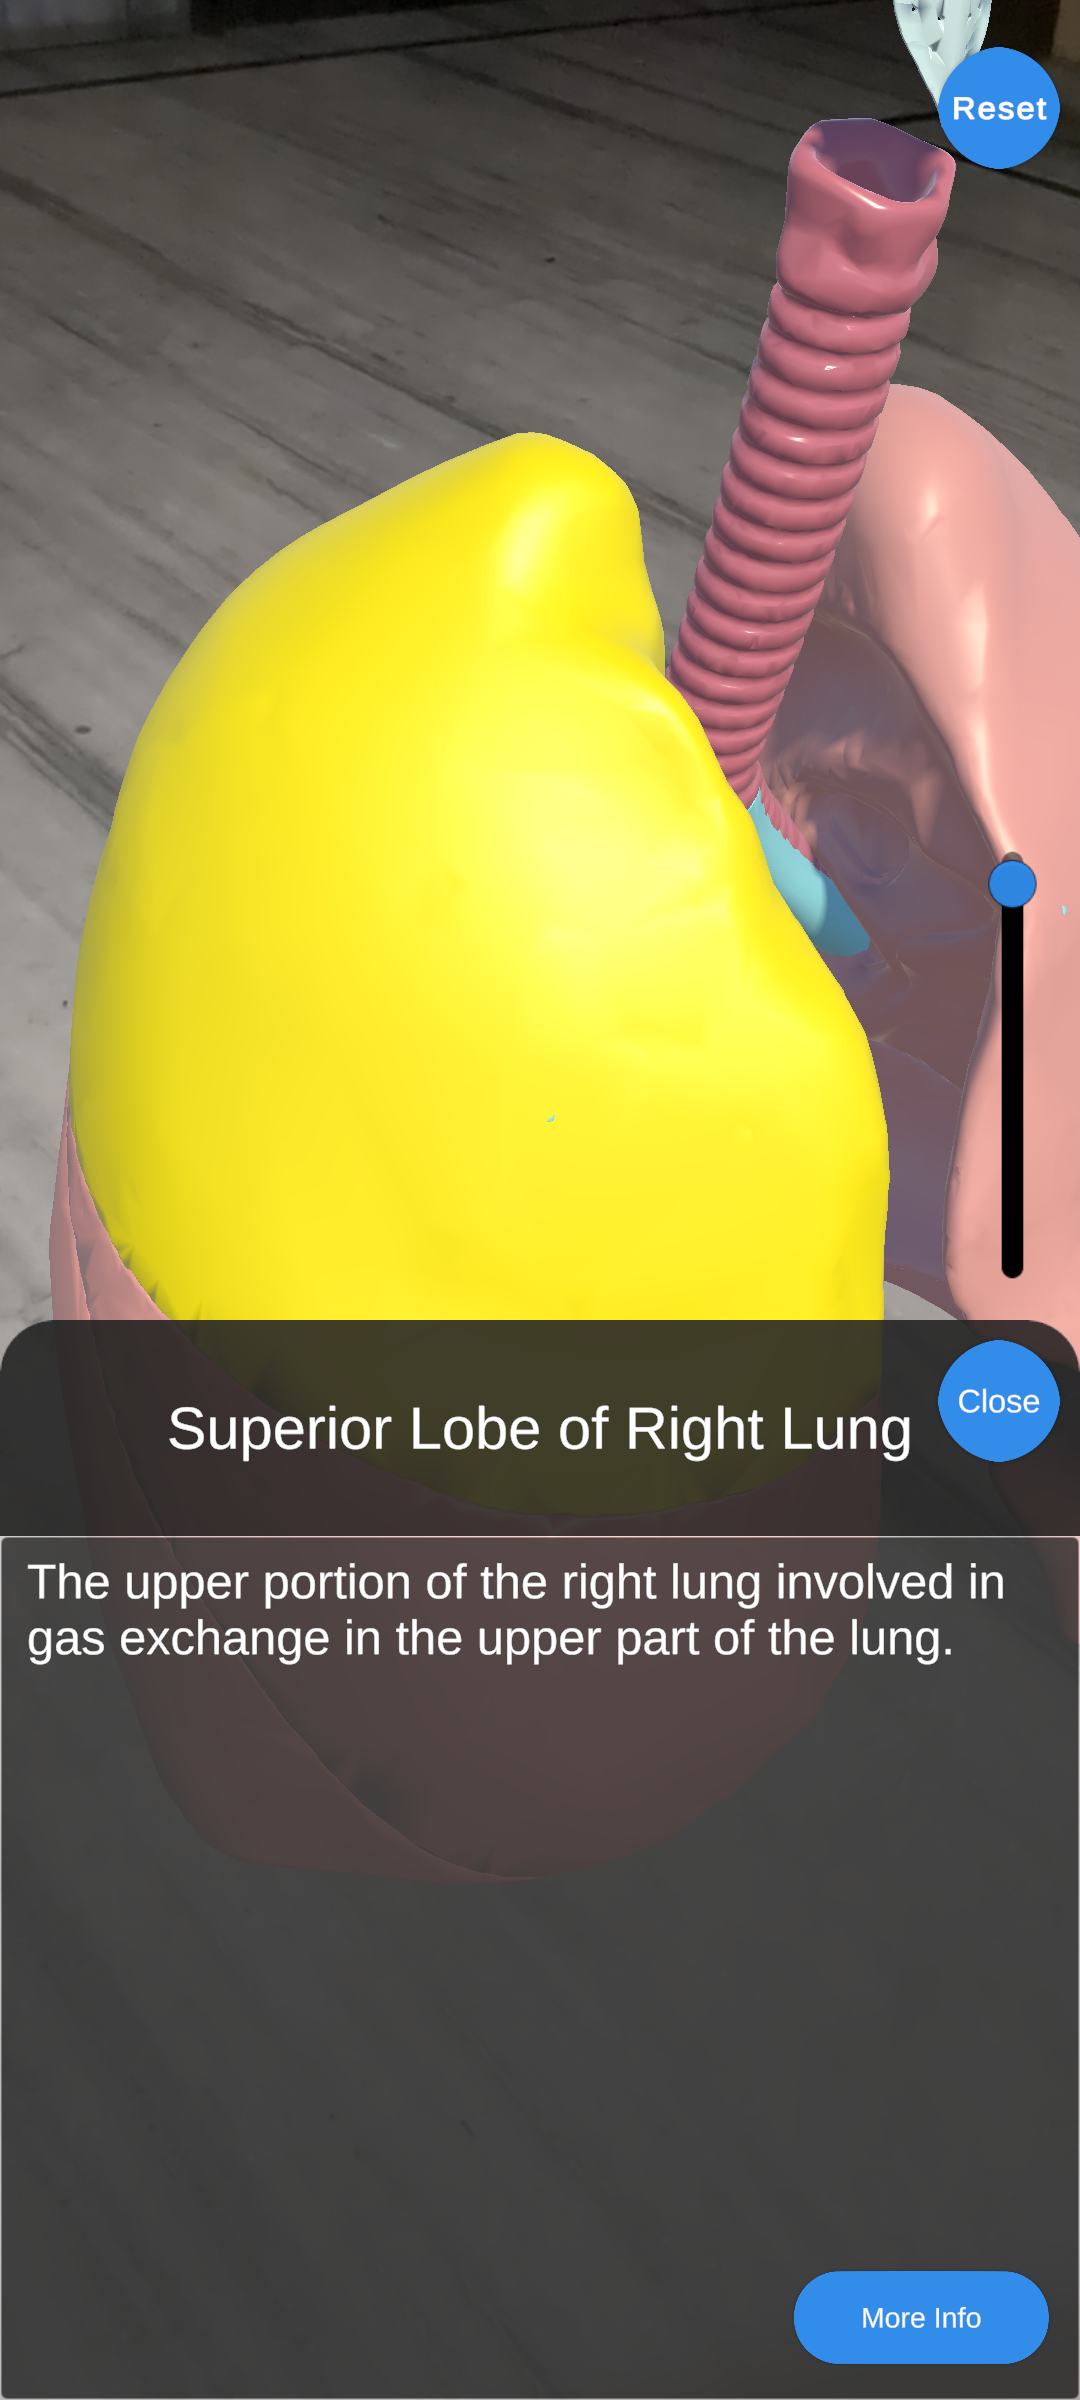 Reset
Superior Lobe of Right Lung
Close
The upper portion of the right lung involved in
gas exchange in the upper part of the lung.
More Info